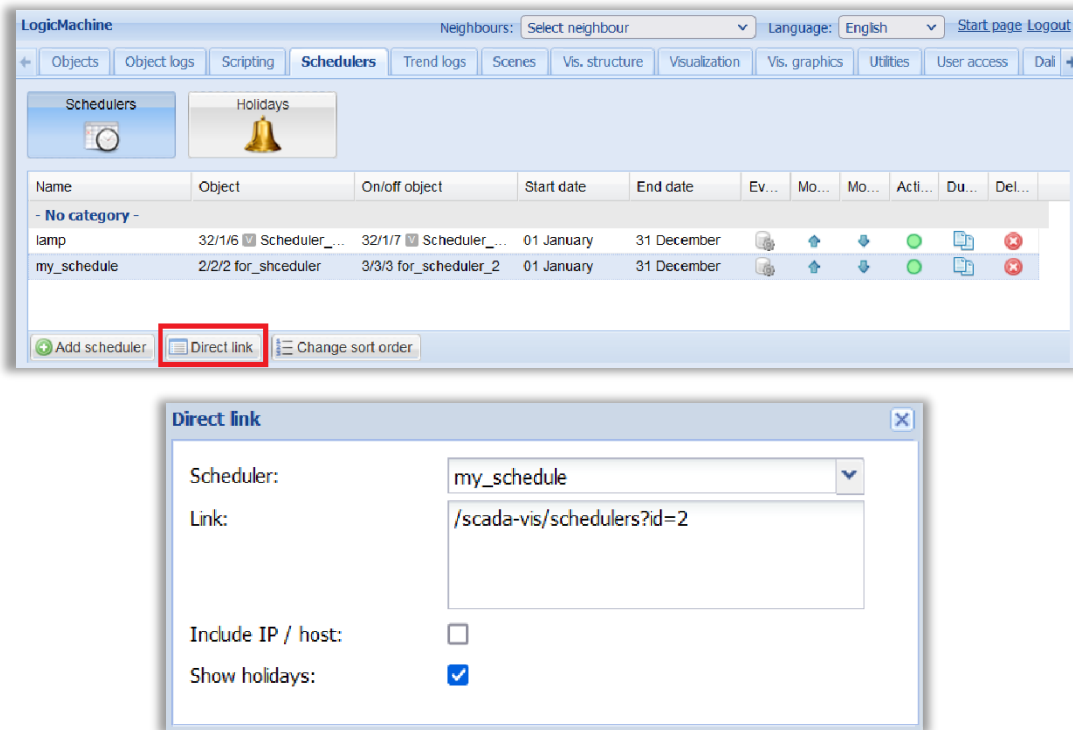 LogicMachine Neighbours: Select neighbour Language: English Start page Logout
Objects Object logs Scripting Schedulers Trend logs Scenes Vis. structure Visualization Vis. graphics Utilities User access Dali
Schedulers Holidays
Name Object On/off object Start date End date Ev... Mo... Mo... Acti... Du... Del...
- No category -
lamp 32/1/6 V Scheduler_... 32/1/7 V Scheduler_... 01 January 31 December
my_schedule 2/2/2 for_shceduler 3/3/3 for_scheduler_2 01 January 31 December
Add scheduler Direct link Change sort order
Direct link
Scheduler: my_schedule
Link: /scada-vis/schedulers?id=2
Include IP / host:
Show holidays: